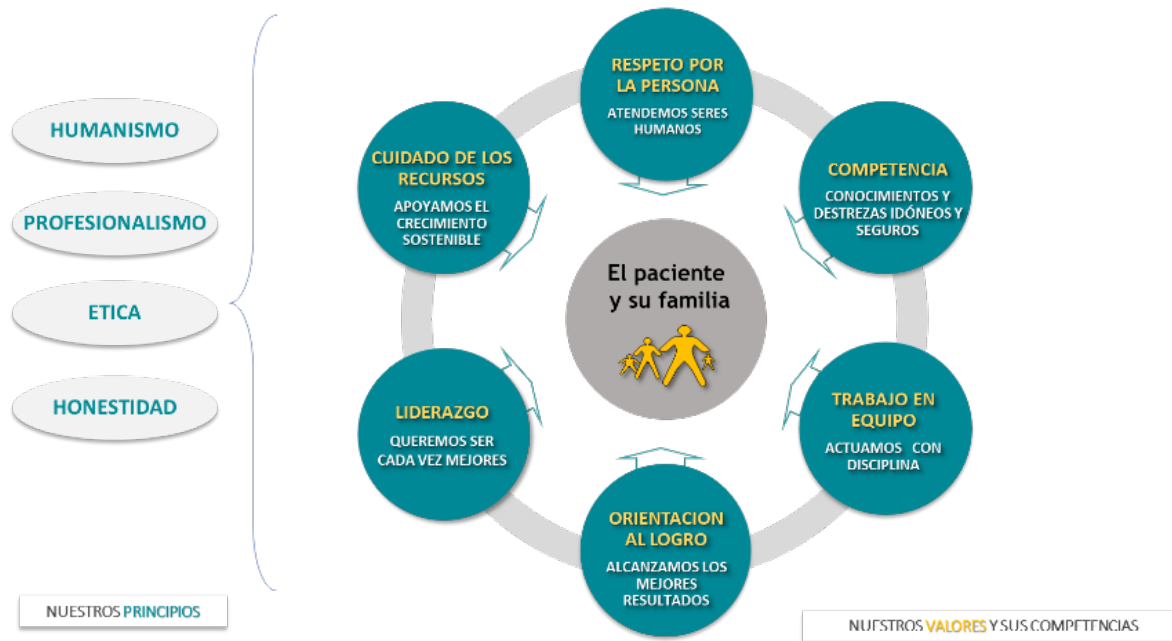 HUMANISMO
PROFESIONALISMO
ETICA
HONESTIDAD
NUESTROS PRINCIPIOS
RESPETO POR
LA PERSONA
ATENDEMOS SERES
HUMANOS
COMPETENCIA
CONOCIMIENTOS Y
DESTREZAS IDÓNEOS Y
SEGUROS
TRABAJO EN
EQUIPO
ACTUAMOS CON
DISCIPLINA
ORIENTACION
AL LOGRO
ALCANZAMOS LOS
MEJORES
RESULTADOS
LIDERAZGO
QUEREMOS SER
CADA VEZ MEJORES
CUIDADO DE LOS
RECURSOS
APOYAMOS EL
CRECIMIENTO
SOSTENIBLE
El paciente
y su familia
NUESTROS VALORES Y SUS COMPETENCIAS